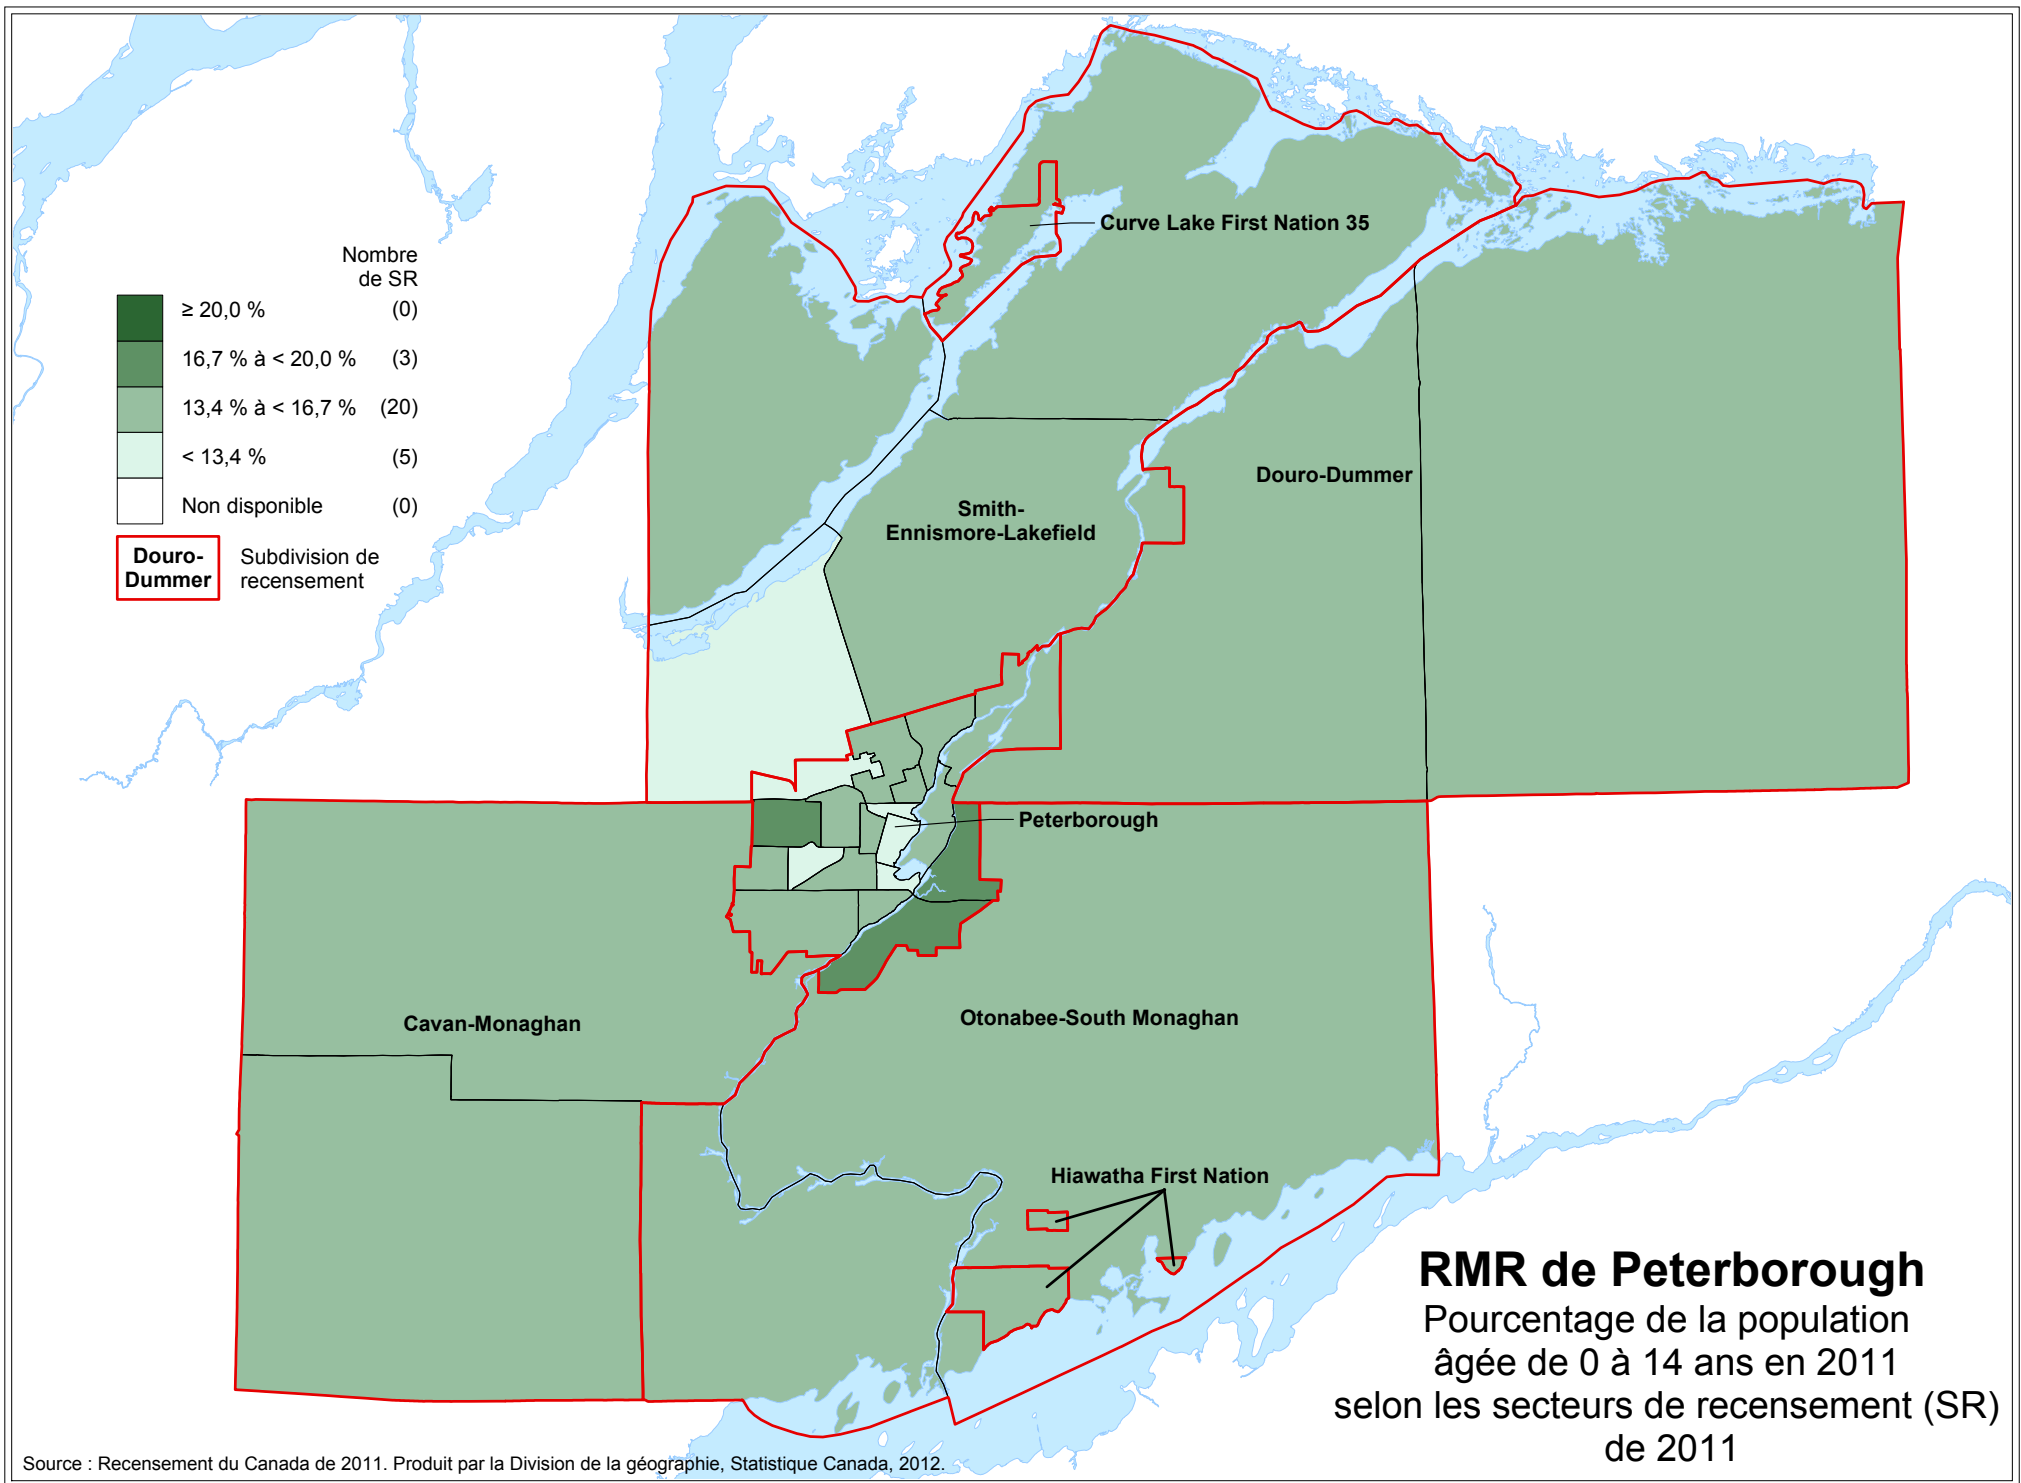 Nombre
de SR
≥ 20,0 % (0)
16,7 % à < 20,0 % (3)
13,4 % à < 16,7 % (20)
< 13,4 % (5)
Non disponible (0)
Douro-
Dummer
Subdivision de
recensement
Curve Lake First Nation 35
Douro-Dummer
Smith-
Ennismore-Lakefield
Peterborough
Cavan-Monaghan
Otonabee-South Monaghan
Hiawatha First Nation
RMR de Peterborough
Pourcentage de la population
âgée de 0 à 14 ans en 2011
selon les secteurs de recensement (SR)
de 2011
Source : Recensement du Canada de 2011. Produit par la Division de la géographie, Statistique Canada, 2012.